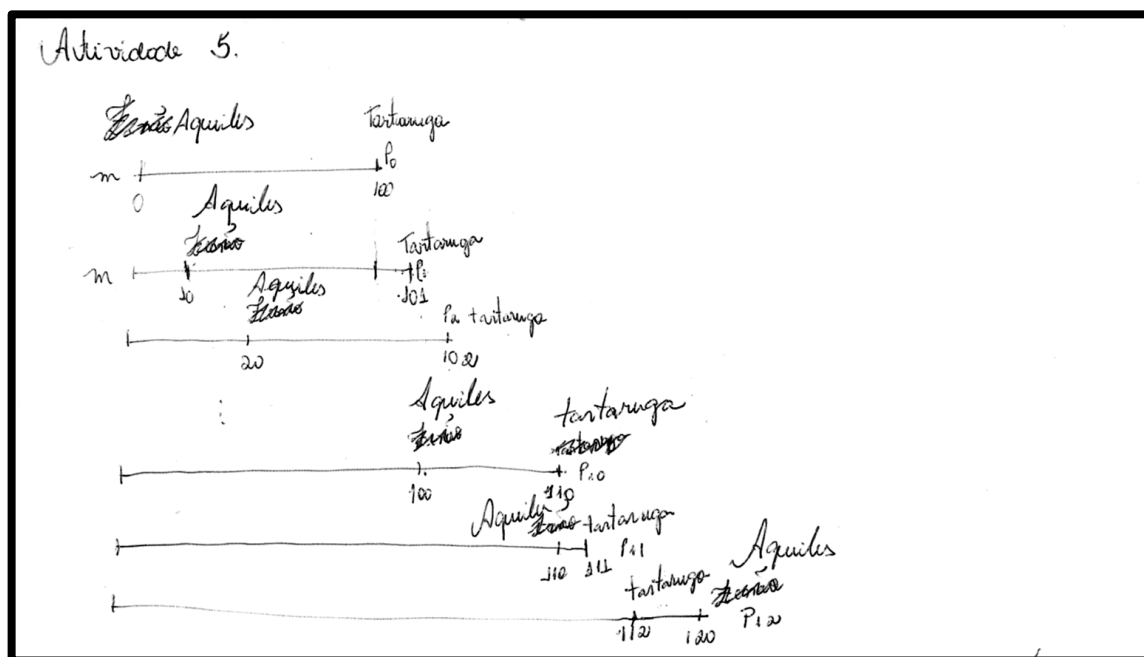 Atividade 5.
Aquiles Tartaruga
P0
m
0 100
Aquiles
Tartaruga
m P1
10 101
Aquiles
P2 tartaruga
20 102
Aquiles tartaruga
P10
100 110
Aquiles tartaruga
P11
110 111
tartaruga Aquiles
P12
112 120